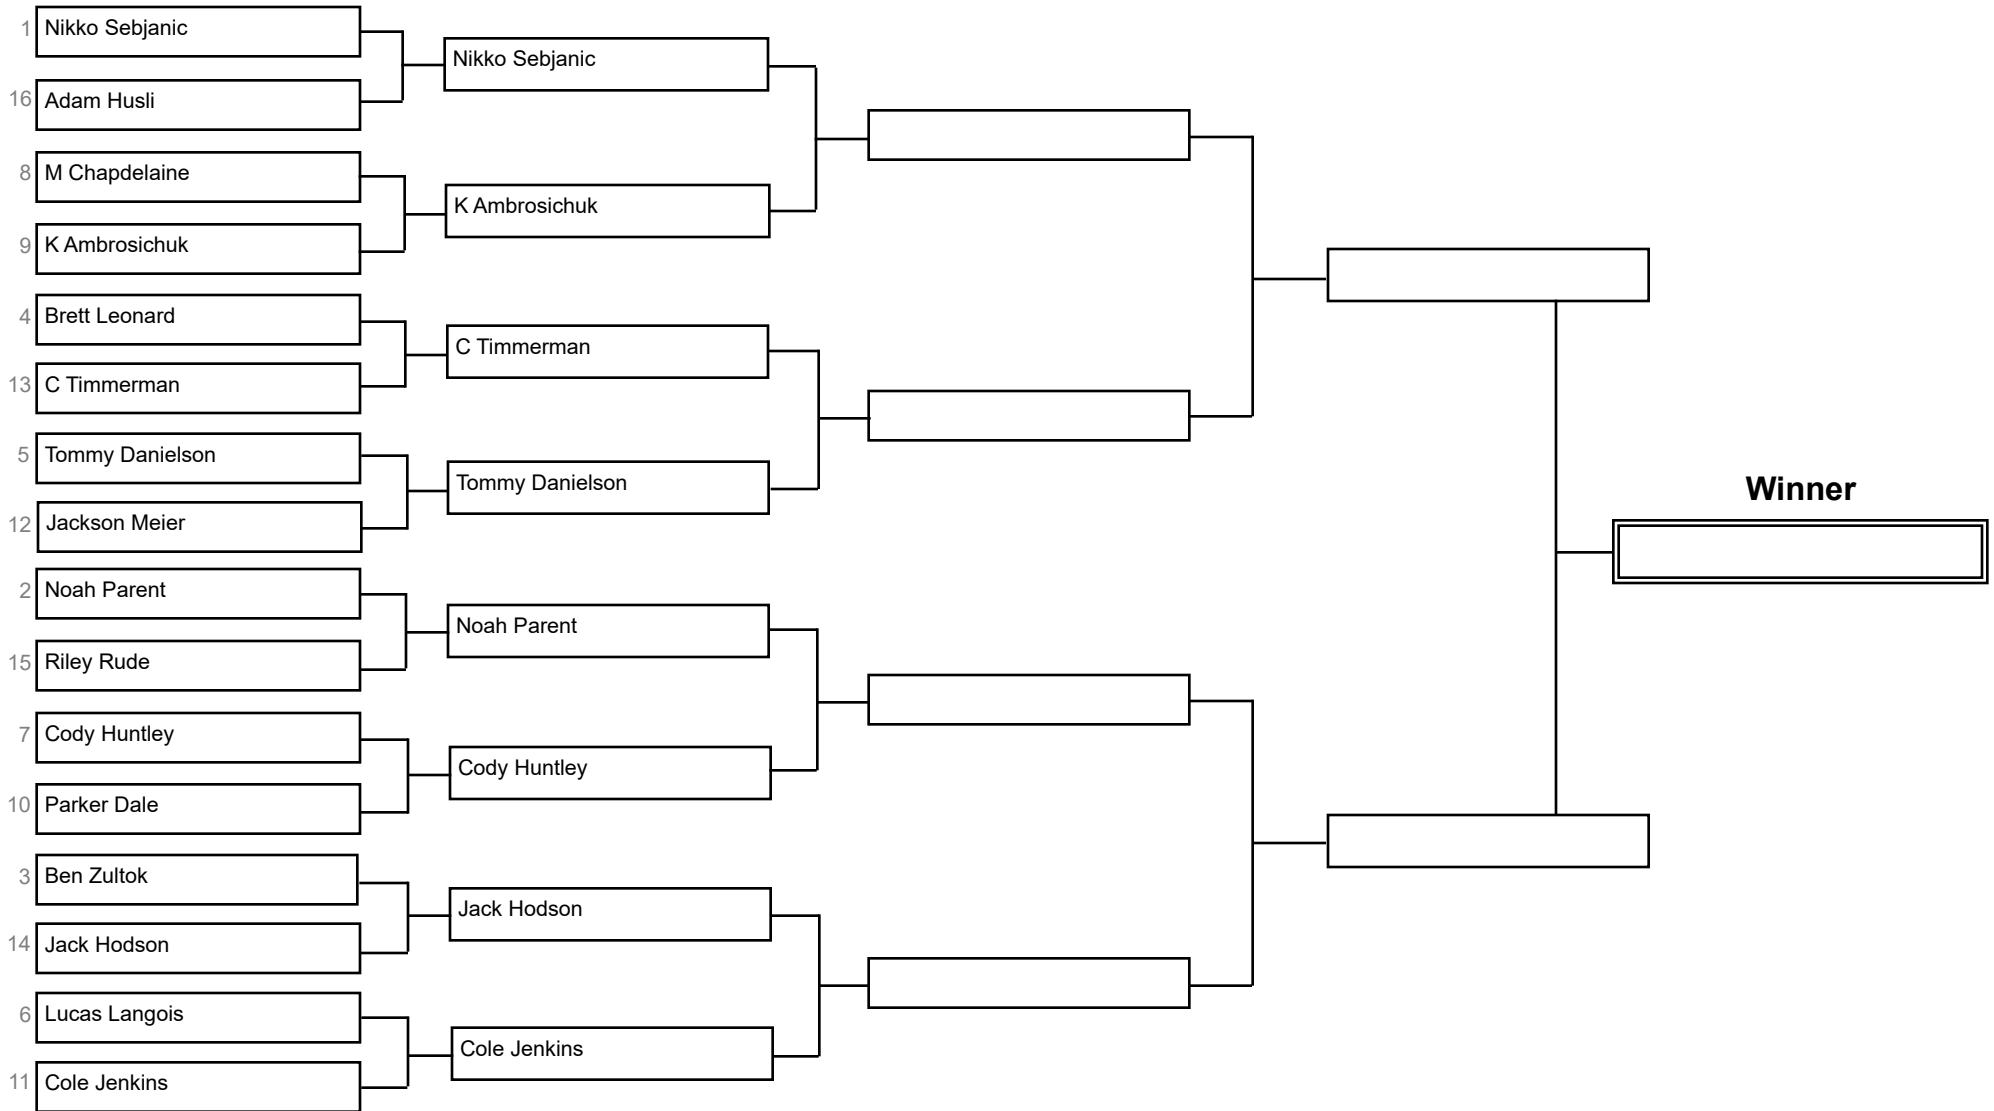 1 Nikko Sebjanic
16 Adam Husli
8 M Chapdelaine
9 K Ambrosichuk
4 Brett Leonard
13 C Timmerman
5 Tommy Danielson
12 Jackson Meier
2 Noah Parent
15 Riley Rude
7 Cody Huntley
10 Parker Dale
3 Ben Zultok
14 Jack Hodson
6 Lucas Langois
11 Cole Jenkins
Nikko Sebjanic
K Ambrosichuk
C Timmerman
Tommy Danielson
Noah Parent
Cody Huntley
Jack Hodson
Cole Jenkins
Winner